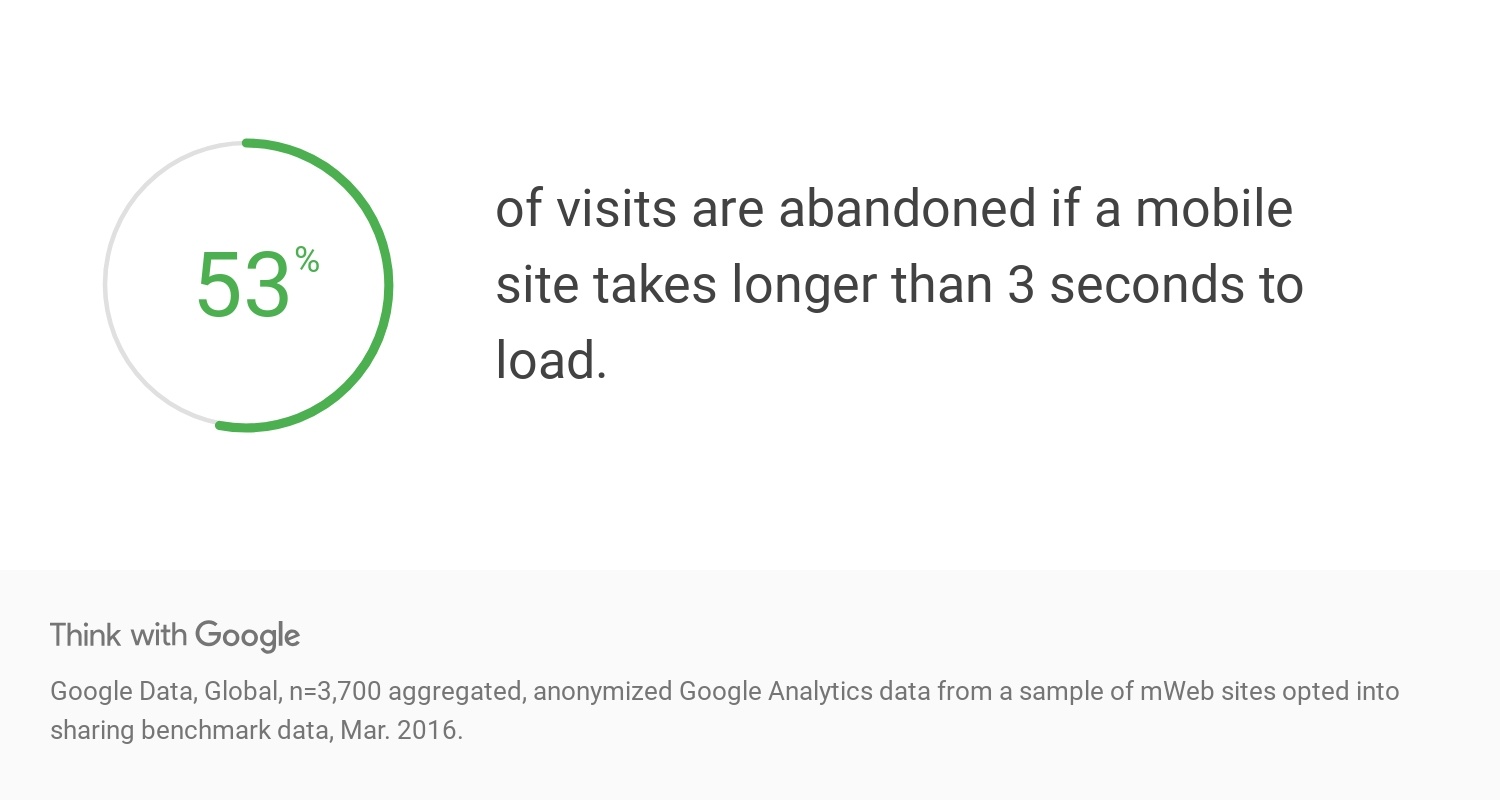 53%
of visits are abandoned if a mobile
site takes longer than 3 seconds to
load.
Think with Google
Google Data, Global, n=3,700 aggregated, anonymized Google Analytics data from a sample of mWeb sites opted into
sharing benchmark data, Mar. 2016.